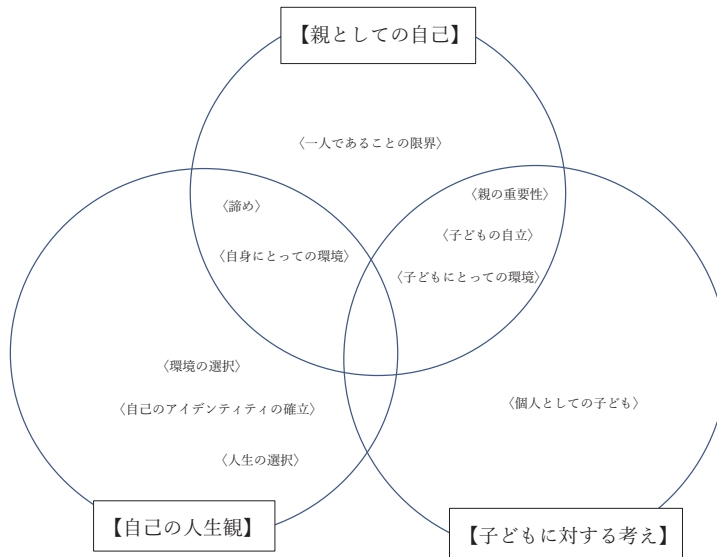 【親としての自己】
〈一人であることの限界〉
〈親の重要性〉
〈諦め〉
〈子どもの自立〉
〈自身にとっての環境〉
〈子どもにとっての環境〉
〈環境の選択〉
〈個人としての子ども〉
〈自己のアイデンティティの確立〉
〈人生の選択〉
【自己の人生観】
【子どもに対する考え】